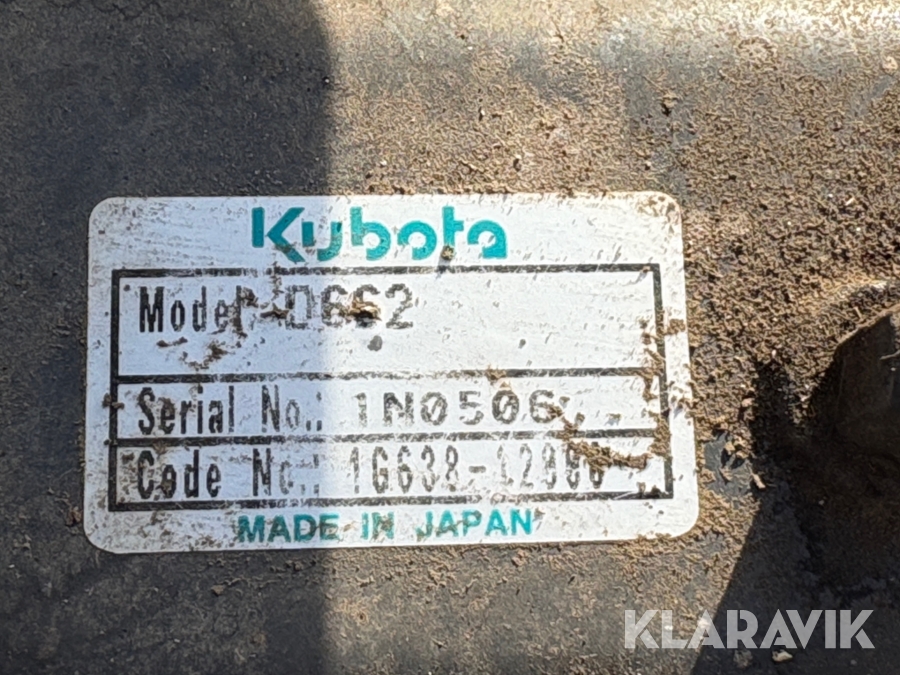 Kubota
Model D662
Serial No.: 1N0506
Code No.: 1G638-
MADE IN JAPAN
KLARAVIK